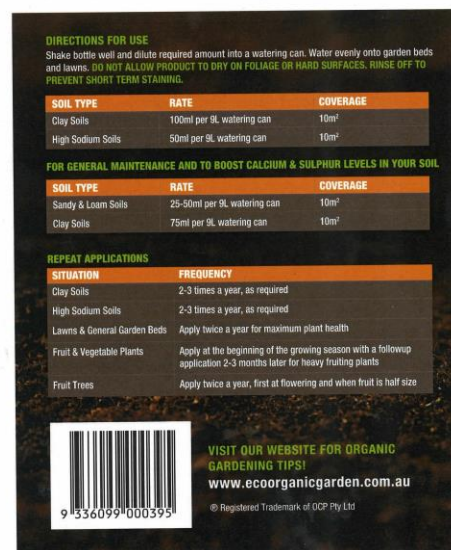 DIRECTIONS FOR USE
Shake bottle well and dilute required amount into a watering can. Water evenly onto garden beds
and lawns. DO NOT ALLOW PRODUCT TO DRY ON FOLIAGE OR HARD SURFACES. RINSE OFF TO
PREVENT SHORT TERM STAINING.
SOIL TYPE RATE COVERAGE
Clay Soils 100ml per 9L watering can 10m²
High Sodium Soils 50ml per 9L watering can 10m²
FOR GENERAL MAINTENANCE AND TO BOOST CALCIUM & SULPHUR LEVELS IN YOUR SOIL
SOIL TYPE RATE COVERAGE
Sandy & Loam Soils 25-50ml per 9L watering can 10m²
Clay Soils 75ml per 9L watering can 10m²
REPEAT APPLICATIONS
SITUATION FREQUENCY
Clay Soils 2-3 times a year, as required
High Sodium Soils 2-3 times a year, as required
Lawns & General Garden Beds Apply twice a year for maximum plant health
Fruit & Vegetable Plants Apply at the beginning of the growing season with a followup
application 2-3 months later for heavy fruiting plants
Fruit Trees Apply twice a year, first at flowering and when fruit is half size
VISIT OUR WEBSITE FOR ORGANIC
GARDENING TIPS!
www.ecoorganicgarden.com.au
® Registered Trademark of OCP Pty Ltd
9 336099 000395